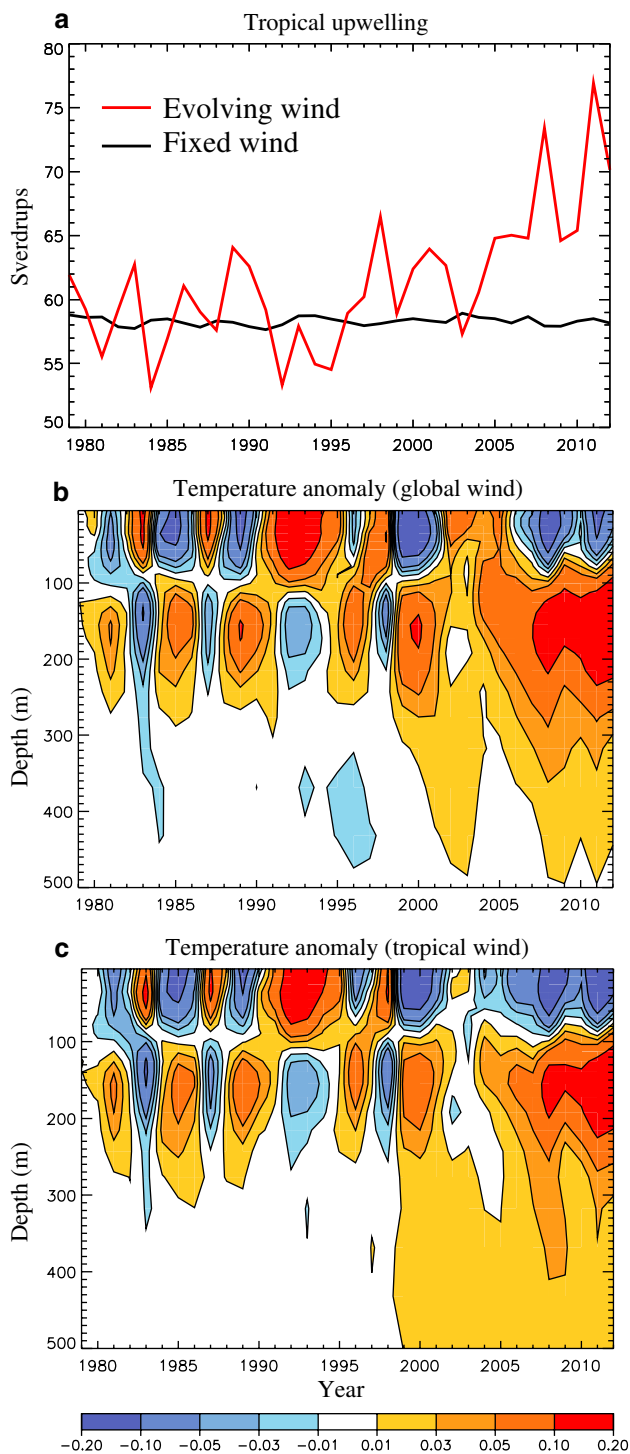 a Tropical upwelling
80
75
70
65
60
55
50
Sverdrups
Evolving wind
Fixed wind
1980 1985 1990 1995 2000 2005 2010
b Temperature anomaly (global wind)
100
200
300
400
500
Depth (m)
1980 1985 1990 1995 2000 2005 2010
c Temperature anomaly (tropical wind)
100
200
300
400
500
Depth (m)
1980 1985 1990 1995 2000 2005 2010
Year
-0.20 -0.10 -0.05 -0.03 -0.01 0.01 0.03 0.05 0.10 0.20